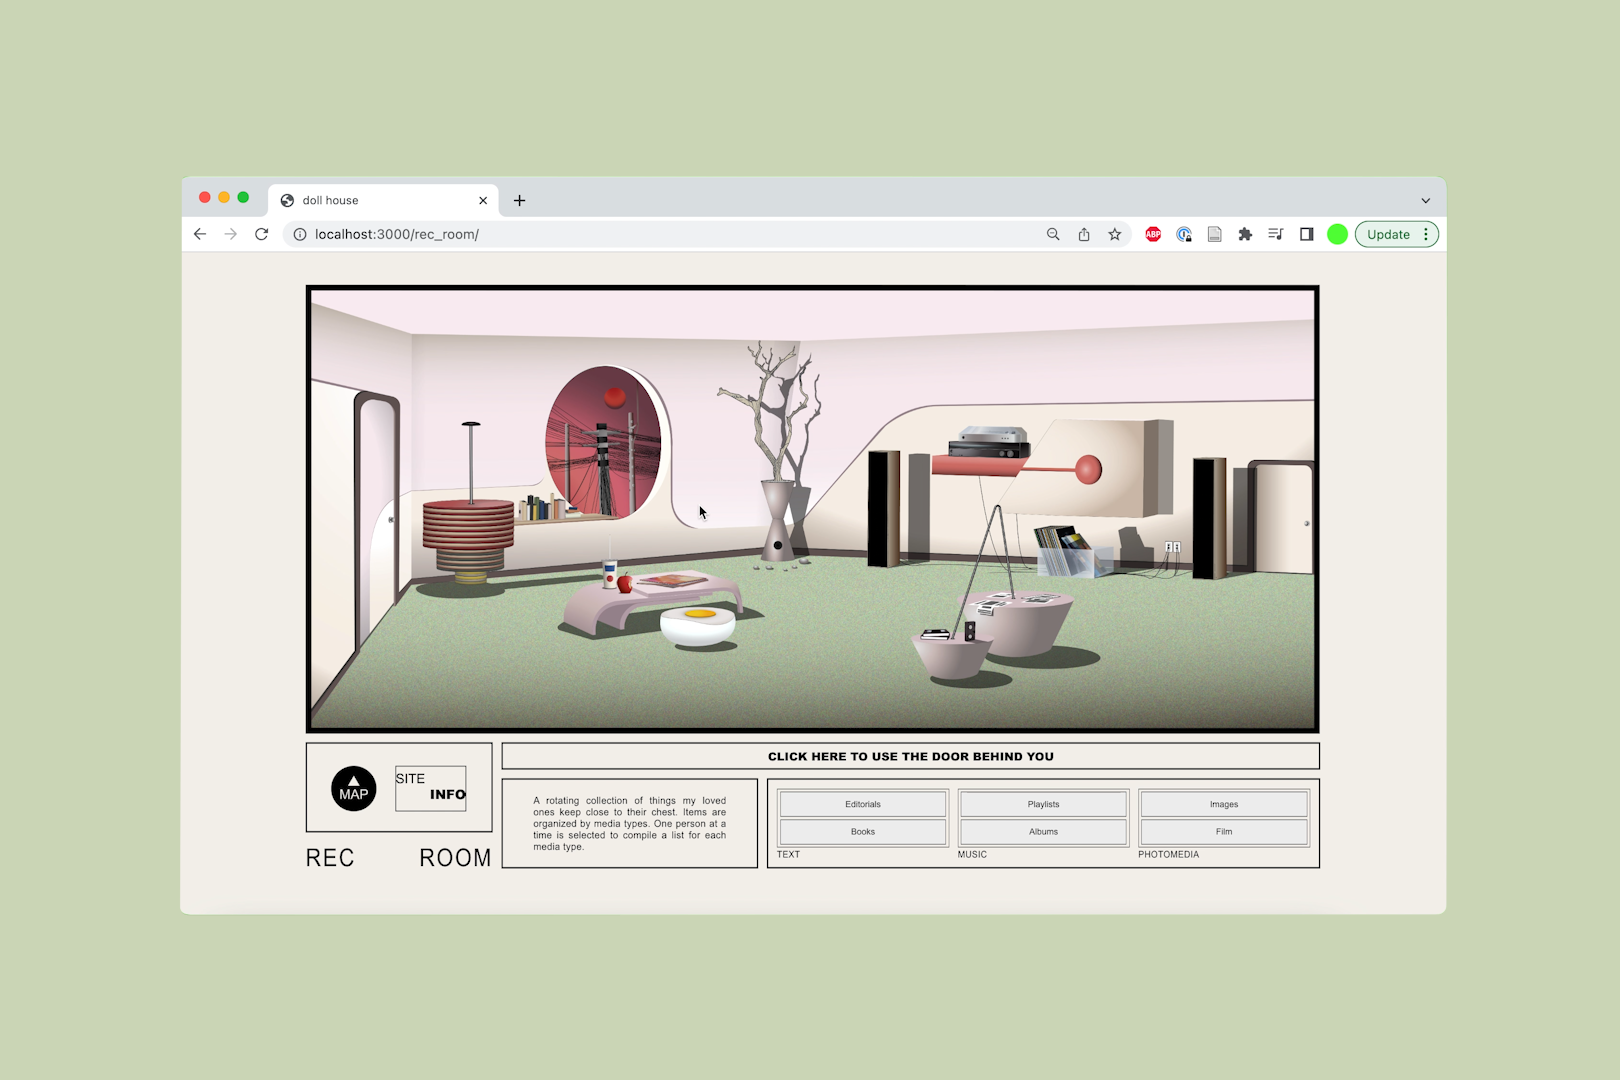 doll house
localhost:3000/rec_room/
ABP
Update
CLICK HERE TO USE THE DOOR BEHIND YOU
MAP
SITE
INFO
REC ROOM
A rotating collection of things my loved
ones keep close to their chest. Items are
organized by media types. One person at a
time is selected to compile a list for each
media type.
Editorials
Books
TEXT
Playlists
Albums
MUSIC
Images
Film
PHOTOMEDIA